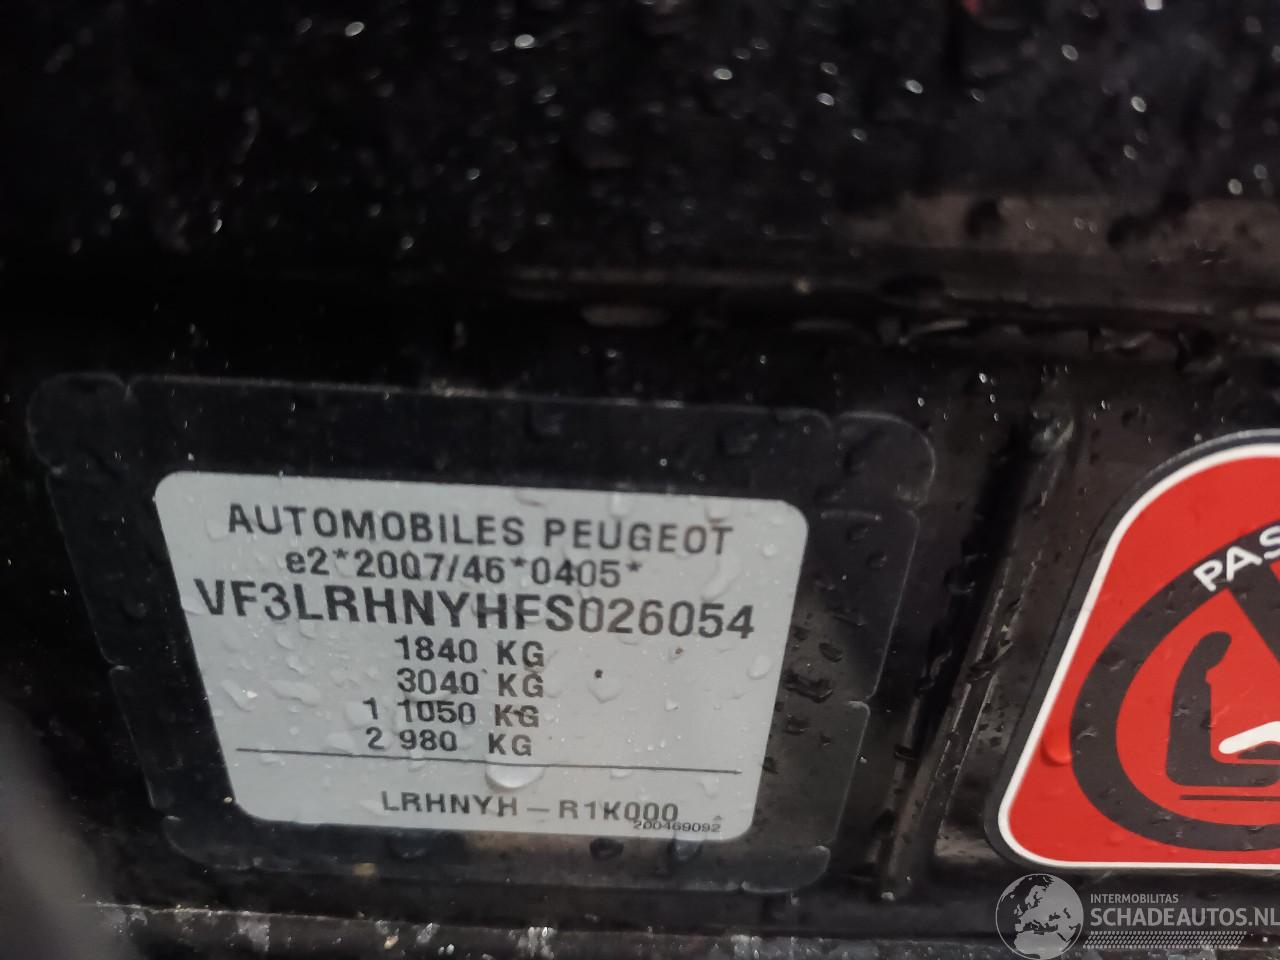 AUTOMOBILES PEUGEOT
e2*2007/46*0405*
VF3LRHNYHFS026054
1840 KG
3040 KG
1 1050 KG
2 980 KG
LRHNYH - R1K000
200469092
PAS
INTERMOBILITAS
SCHADEAUTOS.NL